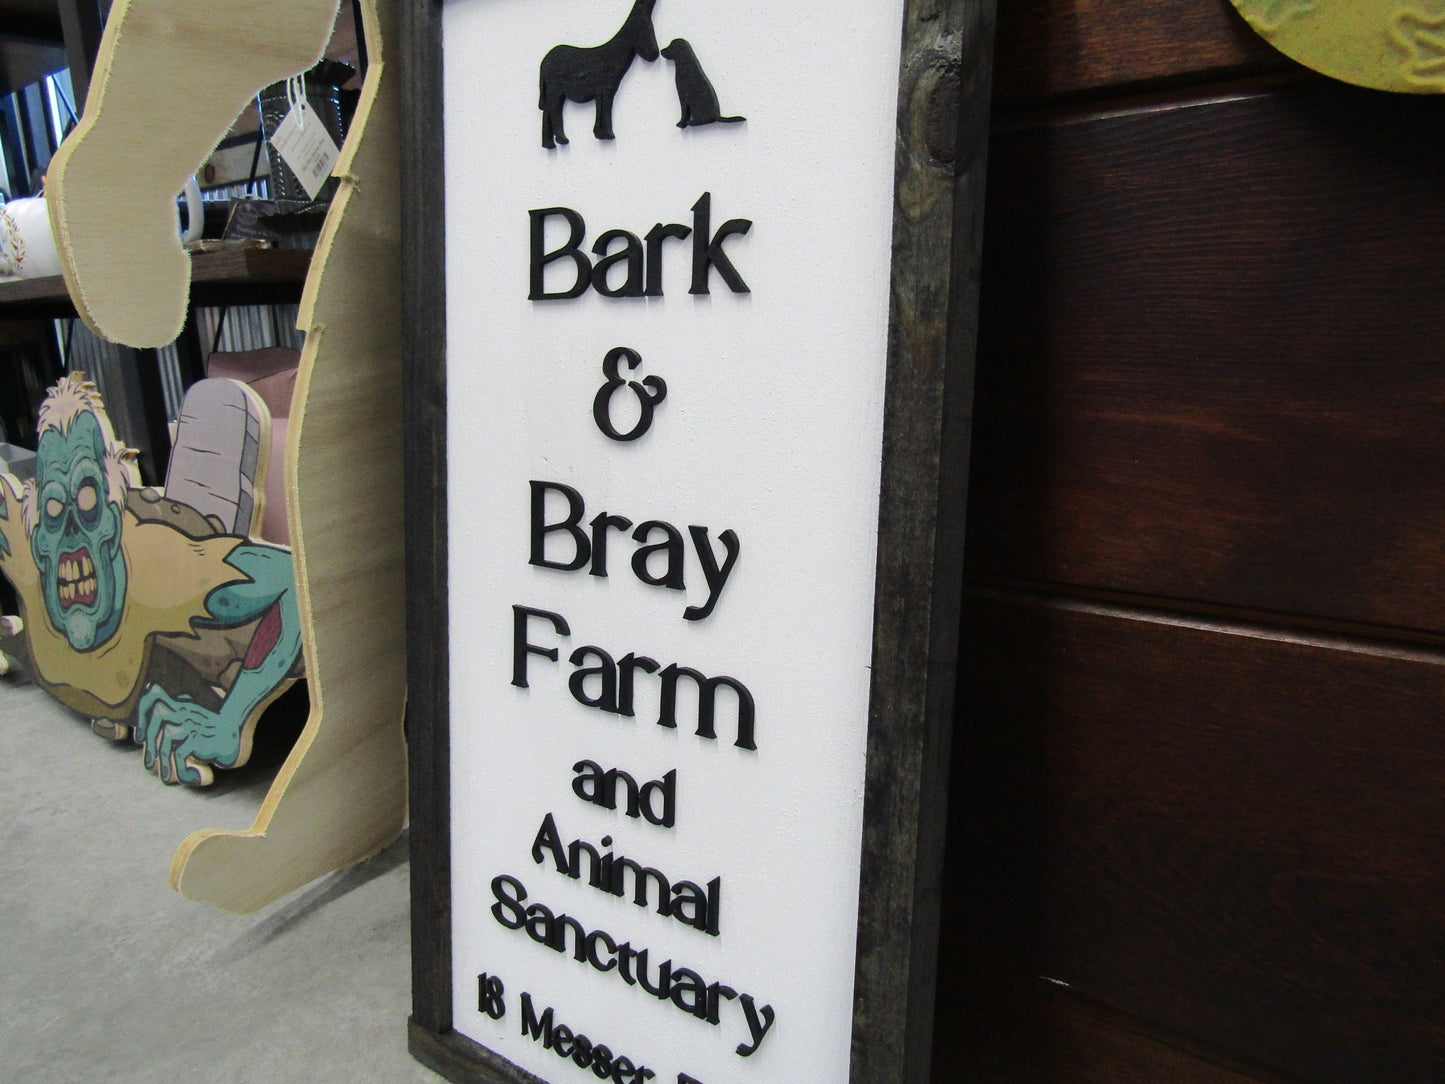 Bark
&
Bray
Farm
and
Animal
Sanctuary
18 Messer